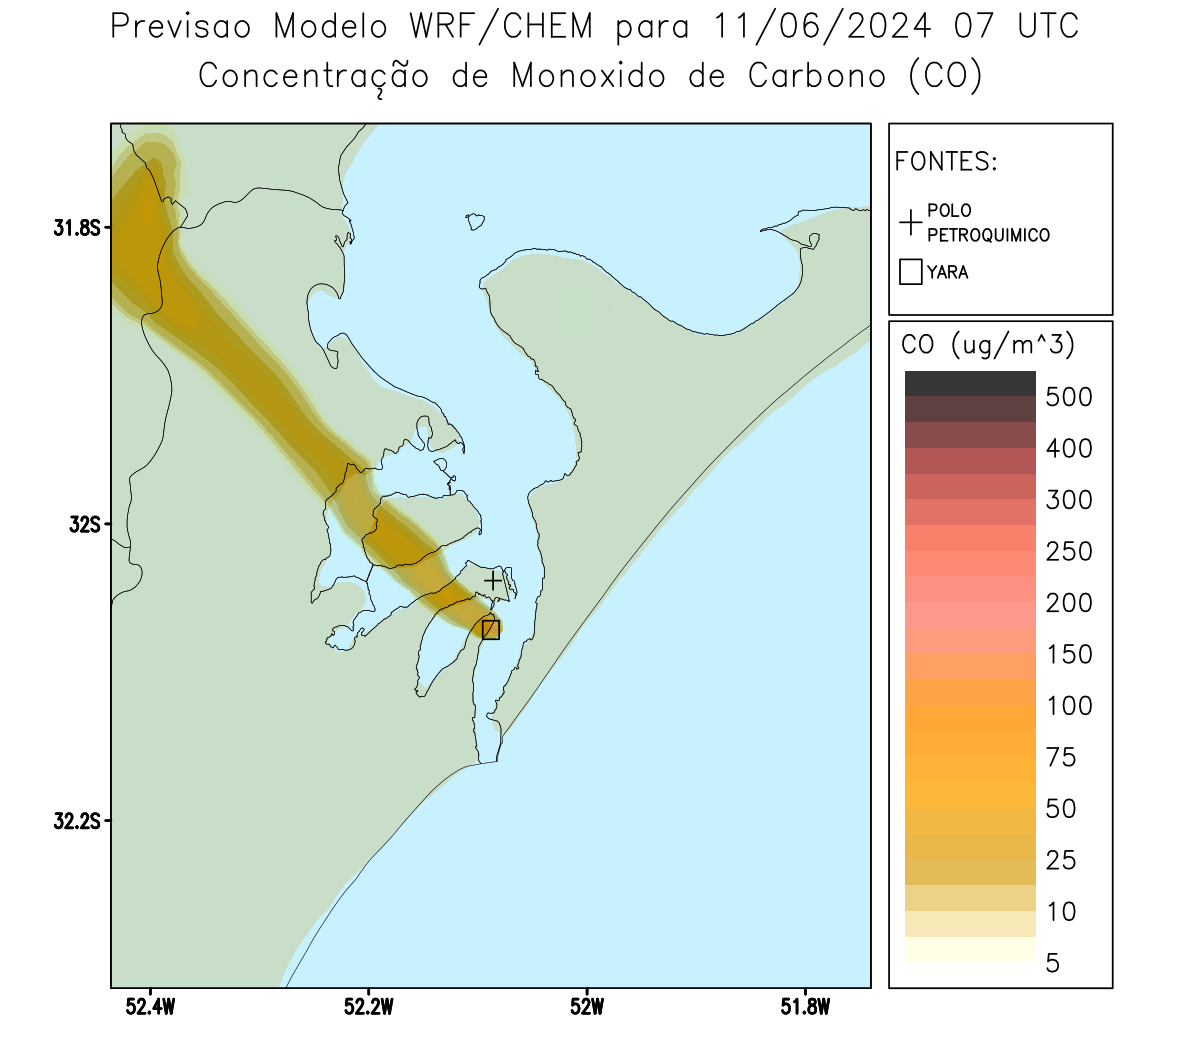 Previsao Modelo WRF/CHEM para 11/06/2024 07 UTC
Concentração de Monoxido de Carbono (CO)
FONTES:
POLO
PETROQUIMICO
YARA
CO (ug/m^3)
500
400
300
250
200
150
100
75
50
25
10
5
31.8S
32S
32.2S
52.4W
52.2W
52W
51.8W